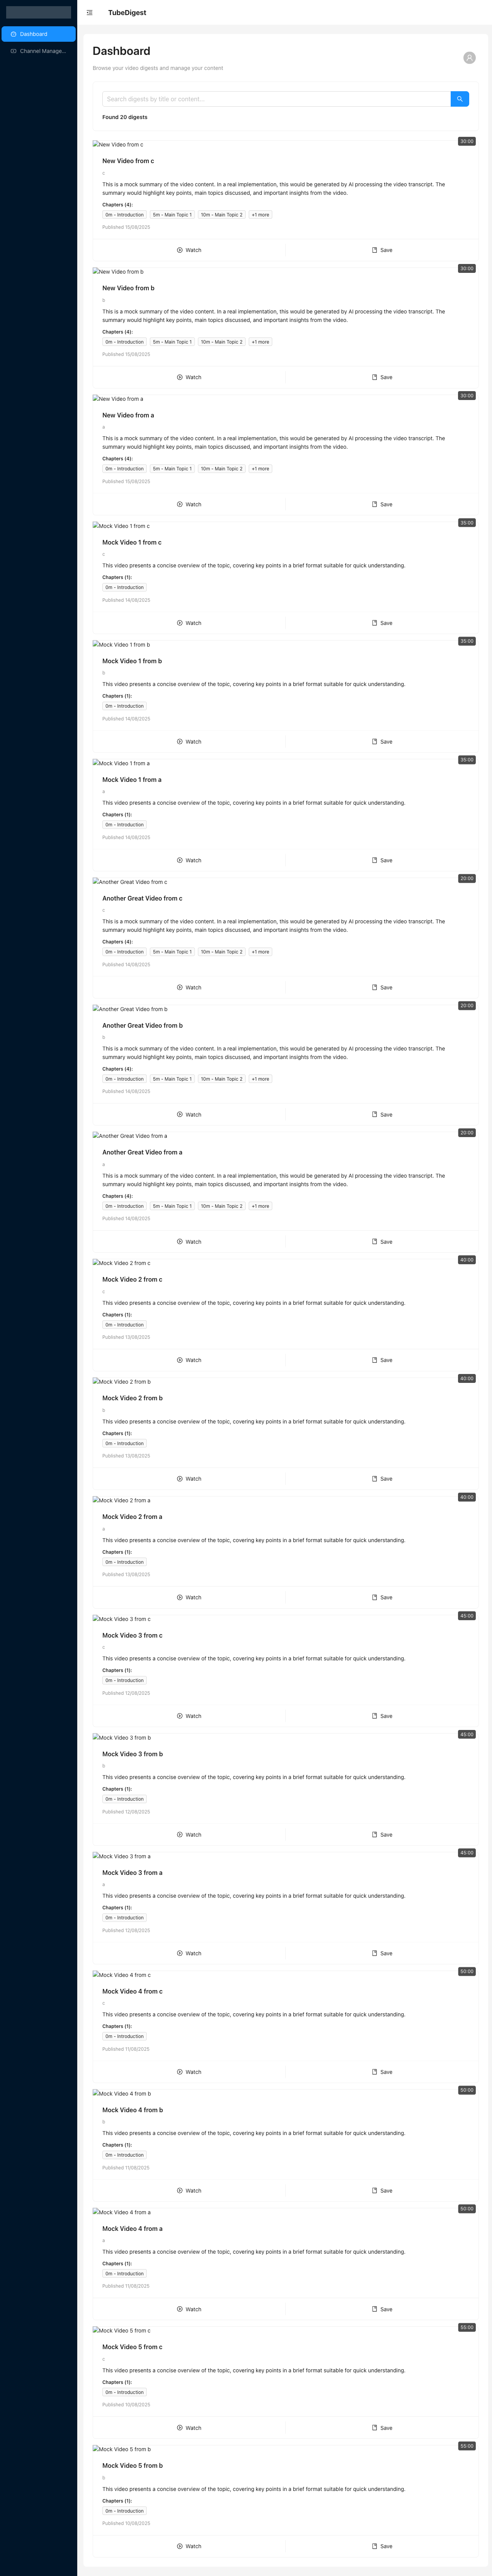 TubeDigest
Dashboard
Channel Manage...
Dashboard
Browse your video digests and manage your content
Search digests by title or content...
Found 20 digests
New Video from c
30:00
New Video from c
c
This is a mock summary of the video content. In a real implementation, this would be generated by AI processing the video transcript. The
summary would highlight key points, main topics discussed, and important insights from the video.
Chapters (4):
0m - Introduction 5m - Main Topic 1 10m - Main Topic 2 +1 more
Published 15/08/2025
Watch Save
New Video from b
30:00
New Video from b
b
This is a mock summary of the video content. In a real implementation, this would be generated by AI processing the video transcript. The
summary would highlight key points, main topics discussed, and important insights from the video.
Chapters (4):
0m - Introduction 5m - Main Topic 1 10m - Main Topic 2 +1 more
Published 15/08/2025
Watch Save
New Video from a
30:00
New Video from a
a
This is a mock summary of the video content. In a real implementation, this would be generated by AI processing the video transcript. The
summary would highlight key points, main topics discussed, and important insights from the video.
Chapters (4):
0m - Introduction 5m - Main Topic 1 10m - Main Topic 2 +1 more
Published 15/08/2025
Watch Save
Mock Video 1 from c
35:00
Mock Video 1 from c
c
This video presents a concise overview of the topic, covering key points in a brief format suitable for quick understanding.
Chapters (1):
0m - Introduction
Published 14/08/2025
Watch Save
Mock Video 1 from b
35:00
Mock Video 1 from b
b
This video presents a concise overview of the topic, covering key points in a brief format suitable for quick understanding.
Chapters (1):
0m - Introduction
Published 14/08/2025
Watch Save
Mock Video 1 from a
35:00
Mock Video 1 from a
a
This video presents a concise overview of the topic, covering key points in a brief format suitable for quick understanding.
Chapters (1):
0m - Introduction
Published 14/08/2025
Watch Save
Another Great Video from c
20:00
Another Great Video from c
c
This is a mock summary of the video content. In a real implementation, this would be generated by AI processing the video transcript. The
summary would highlight key points, main topics discussed, and important insights from the video.
Chapters (4):
0m - Introduction 5m - Main Topic 1 10m - Main Topic 2 +1 more
Published 14/08/2025
Watch Save
Another Great Video from b
20:00
Another Great Video from b
b
This is a mock summary of the video content. In a real implementation, this would be generated by AI processing the video transcript. The
summary would highlight key points, main topics discussed, and important insights from the video.
Chapters (4):
0m - Introduction 5m - Main Topic 1 10m - Main Topic 2 +1 more
Published 14/08/2025
Watch Save
Another Great Video from a
20:00
Another Great Video from a
a
This is a mock summary of the video content. In a real implementation, this would be generated by AI processing the video transcript. The
summary would highlight key points, main topics discussed, and important insights from the video.
Chapters (4):
0m - Introduction 5m - Main Topic 1 10m - Main Topic 2 +1 more
Published 14/08/2025
Watch Save
Mock Video 2 from c
40:00
Mock Video 2 from c
c
This video presents a concise overview of the topic, covering key points in a brief format suitable for quick understanding.
Chapters (1):
0m - Introduction
Published 13/08/2025
Watch Save
Mock Video 2 from b
40:00
Mock Video 2 from b
b
This video presents a concise overview of the topic, covering key points in a brief format suitable for quick understanding.
Chapters (1):
0m - Introduction
Published 13/08/2025
Watch Save
Mock Video 2 from a
40:00
Mock Video 2 from a
a
This video presents a concise overview of the topic, covering key points in a brief format suitable for quick understanding.
Chapters (1):
0m - Introduction
Published 13/08/2025
Watch Save
Mock Video 3 from c
45:00
Mock Video 3 from c
c
This video presents a concise overview of the topic, covering key points in a brief format suitable for quick understanding.
Chapters (1):
0m - Introduction
Published 12/08/2025
Watch Save
Mock Video 3 from b
45:00
Mock Video 3 from b
b
This video presents a concise overview of the topic, covering key points in a brief format suitable for quick understanding.
Chapters (1):
0m - Introduction
Published 12/08/2025
Watch Save
Mock Video 3 from a
45:00
Mock Video 3 from a
a
This video presents a concise overview of the topic, covering key points in a brief format suitable for quick understanding.
Chapters (1):
0m - Introduction
Published 12/08/2025
Watch Save
Mock Video 4 from c
50:00
Mock Video 4 from c
c
This video presents a concise overview of the topic, covering key points in a brief format suitable for quick understanding.
Chapters (1):
0m - Introduction
Published 11/08/2025
Watch Save
Mock Video 4 from b
50:00
Mock Video 4 from b
b
This video presents a concise overview of the topic, covering key points in a brief format suitable for quick understanding.
Chapters (1):
0m - Introduction
Published 11/08/2025
Watch Save
Mock Video 4 from a
50:00
Mock Video 4 from a
a
This video presents a concise overview of the topic, covering key points in a brief format suitable for quick understanding.
Chapters (1):
0m - Introduction
Published 11/08/2025
Watch Save
Mock Video 5 from c
55:00
Mock Video 5 from c
c
This video presents a concise overview of the topic, covering key points in a brief format suitable for quick understanding.
Chapters (1):
0m - Introduction
Published 10/08/2025
Watch Save
Mock Video 5 from b
55:00
Mock Video 5 from b
b
This video presents a concise overview of the topic, covering key points in a brief format suitable for quick understanding.
Chapters (1):
0m - Introduction
Published 10/08/2025
Watch Save